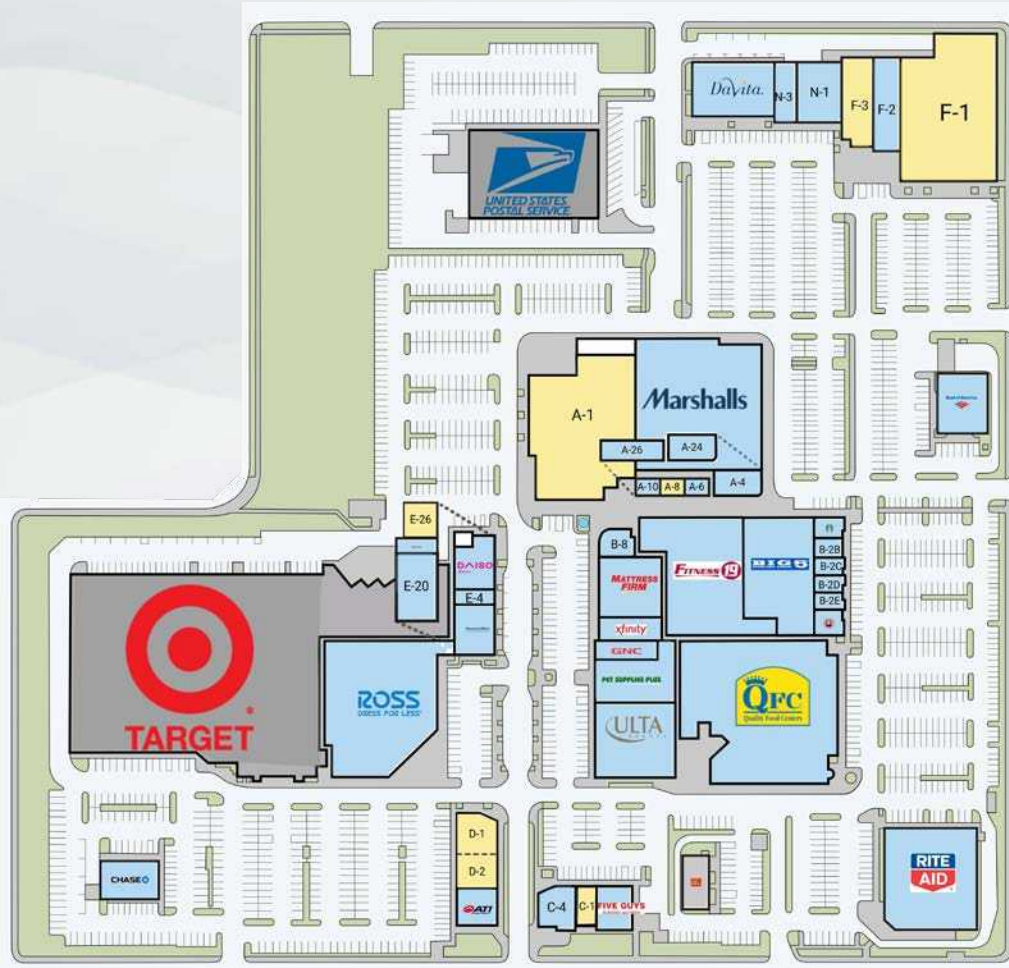 DaVita.
N-3
N-1
F-3
F-2
F-1
UNITED STATES
POSTAL SERVICE
Marshalls
A-1
A-26
A-24
A-10
A-8
A-6
A-4
E-26
DAISO
E-20
E-4
B-8
MATTRESS
FIRM
FITNESS 19
BIG 5
B-2B
B-2C
B-2D
B-2E
xfinity
GNC
PET SUPPLIES PLUS
ULTA
QFC
Quality Food Centers
ROSS
DRESS FOR LESS
TARGET
CHASE
D-1
D-2
ATI
C-4
C-1
FIVE GUYS
RITE
AID